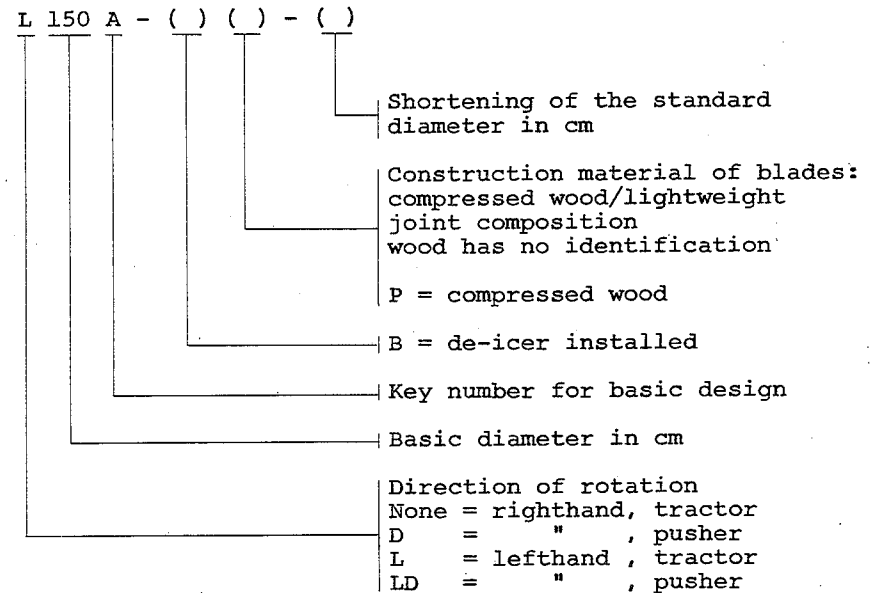 L 150 A - ( ) ( ) - ( )
Shortening of the standard
diameter in cm
Construction material of blades:
compressed wood/lightweight
joint composition
wood has no identification
P = compressed wood
B = de-icer installed
Key number for basic design
Basic diameter in cm
Direction of rotation
None = righthand, tractor
D = " , pusher
L = lefthand , tractor
LD = " , pusher